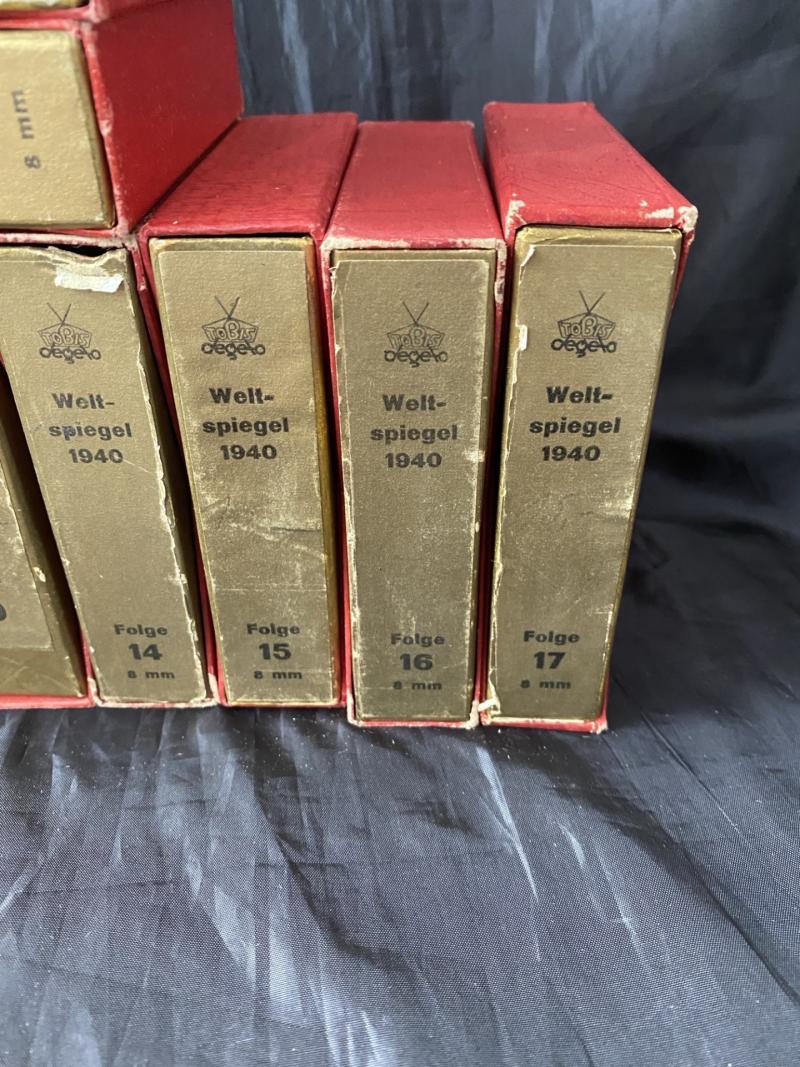 8 mm
TOBIS
degeto
Welt-
spiegel
1940
Folge
14
8 mm
TOBIS
degeto
Welt-
spiegel
1940
Folge
15
8 mm
TOBIS
degeto
Welt-
spiegel
1940
Folge
16
8 mm
TOBIS
degeto
Welt-
spiegel
1940
Folge
17
8 mm